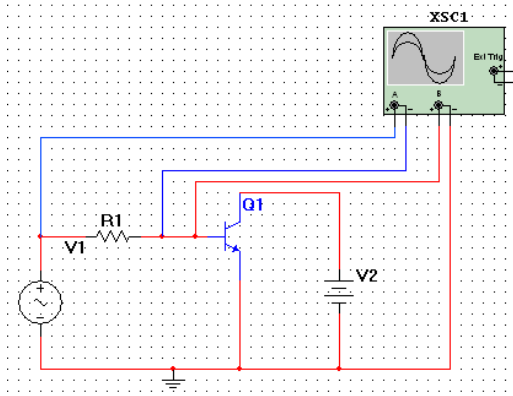 XSC1
Ext Trig
+
-
A
B
+ -
+ -
Q1
R1
V1
V2
+
~
-